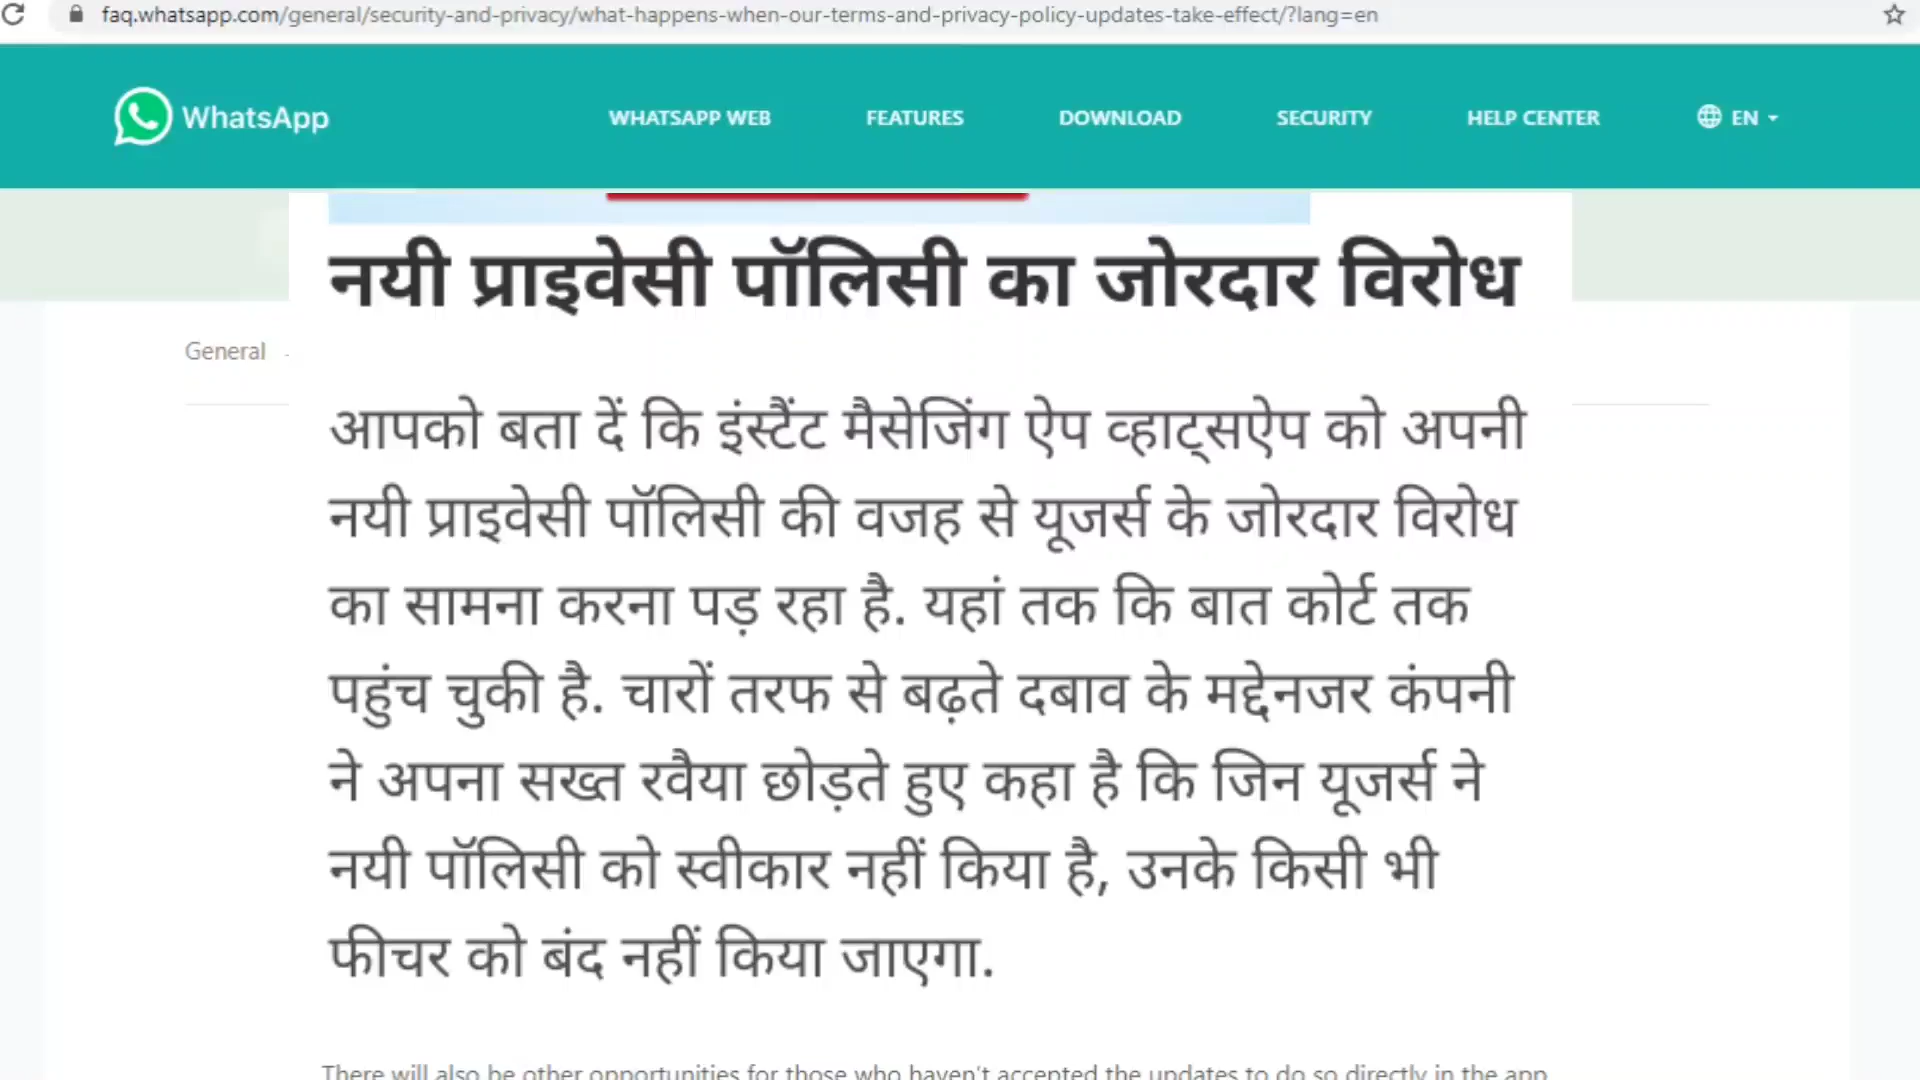 faq.whatsapp.com/general/security-and-privacy/what-happens-when-our-terms-and-privacy-policy-updates-take-effect/?lang=en
WhatsApp WHATSAPP WEB FEATURES DOWNLOAD SECURITY HELP CENTER EN
नयी प्राइवेसी पॉलिसी का जोरदार विरोध
General
आपको बता दें कि इंस्टैंट मैसेजिंग ऐप व्हाट्सऐप को अपनी
नयी प्राइवेसी पॉलिसी की वजह से यूजर्स के जोरदार विरोध
का सामना करना पड़ रहा है. यहां तक कि बात कोर्ट तक
पहुंच चुकी है. चारों तरफ से बढ़ते दबाव के मद्देनजर कंपनी
ने अपना सख्त रवैया छोड़ते हुए कहा है कि जिन यूजर्स ने
नयी पॉलिसी को स्वीकार नहीं किया है, उनके किसी भी
फीचर को बंद नहीं किया जाएगा.
There will also be other opportunities for those who haven't accepted the updates to do so directly in the app.